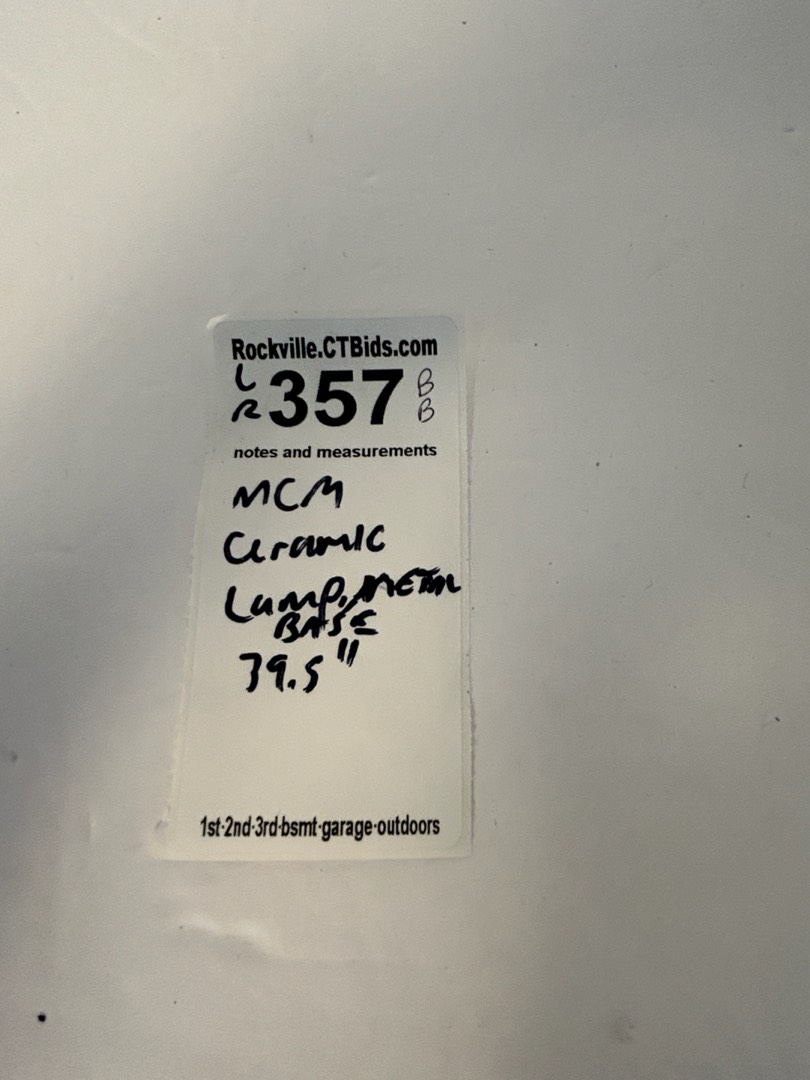 Rockville.CTBids.com
L R 357 B B
notes and measurements
MCM
Ceramic
Lamp, METAL
BASE
39.5"
1st-2nd-3rd-bsmt-garage-outdoors